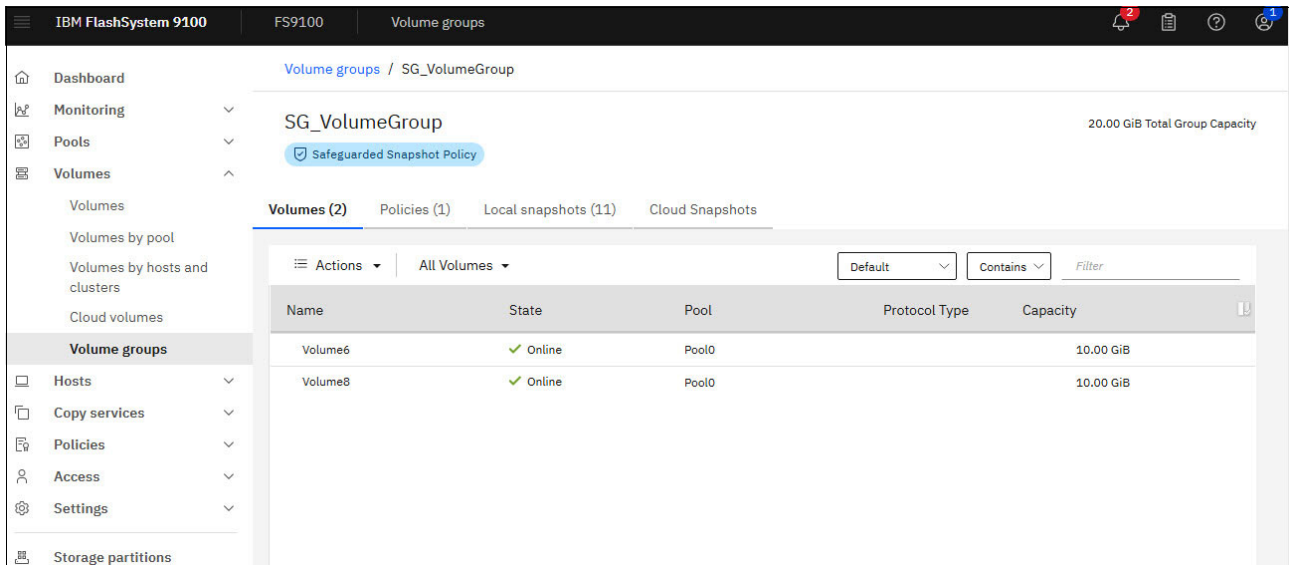 IBM FlashSystem 9100 FS9100 Volume groups 2 1
Dashboard
Monitoring
Pools
Volumes
Volumes
Volumes by pool
Volumes by hosts and
clusters
Cloud volumes
Volume groups
Hosts
Copy services
Policies
Access
Settings
Storage partitions
Volume groups / SG_VolumeGroup
SG_VolumeGroup
20.00 GiB Total Group Capacity
Safeguarded Snapshot Policy
Volumes (2) Policies (1) Local snapshots (11) Cloud Snapshots
Actions All Volumes Default Contains Filter
Name State Pool Protocol Type Capacity
Volume6 Online Pool0 10.00 GiB
Volume8 Online Pool0 10.00 GiB